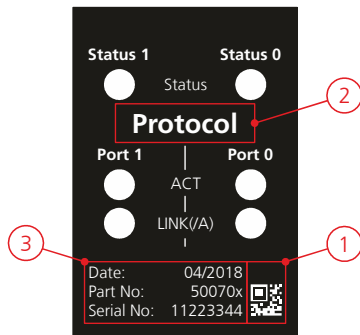 Status 1 Status 0
Status
2
Protocol
Port 1 Port 0
ACT
LINK(/A)
3 1
Date: 04/2018
Part No: 50070x
Serial No: 11223344